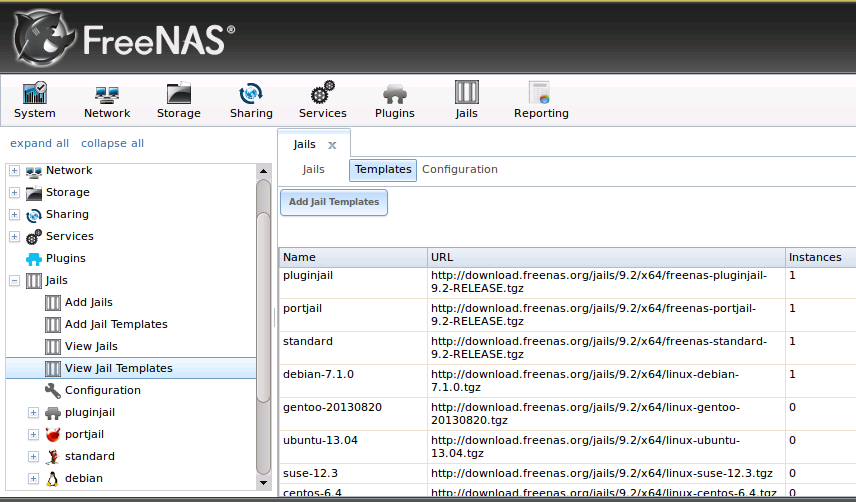 FreeNAS®
System Network Storage Sharing Services Plugins Jails Reporting
expand all collapse all
Network
Storage
Sharing
Services
Plugins
Jails
Add Jails
Add Jail Templates
View Jails
View Jail Templates
Configuration
pluginjail
portjail
standard
debian
Jails x
Jails Templates Configuration
Add Jail Templates
Name URL Instances
pluginjail http://download.freenas.org/jails/9.2/x64/freenas-pluginjail- 1
9.2-RELEASE.tgz
portjail http://download.freenas.org/jails/9.2/x64/freenas-portjail- 1
9.2-RELEASE.tgz
standard http://download.freenas.org/jails/9.2/x64/freenas-standard- 1
9.2-RELEASE.tgz
debian-7.1.0 http://download.freenas.org/jails/9.2/x64/linux-debian- 1
7.1.0.tgz
gentoo-20130820 http://download.freenas.org/jails/9.2/x64/linux-gentoo- 0
20130820.tgz
ubuntu-13.04 http://download.freenas.org/jails/9.2/x64/linux-ubuntu- 0
13.04.tgz
suse-12.3 http://download.freenas.org/jails/9.2/x64/linux-suse-12.3.tgz 0
centos-6.4 http://download.freenas.org/jails/9.2/x64/linux-centos-6.4.tgz 0